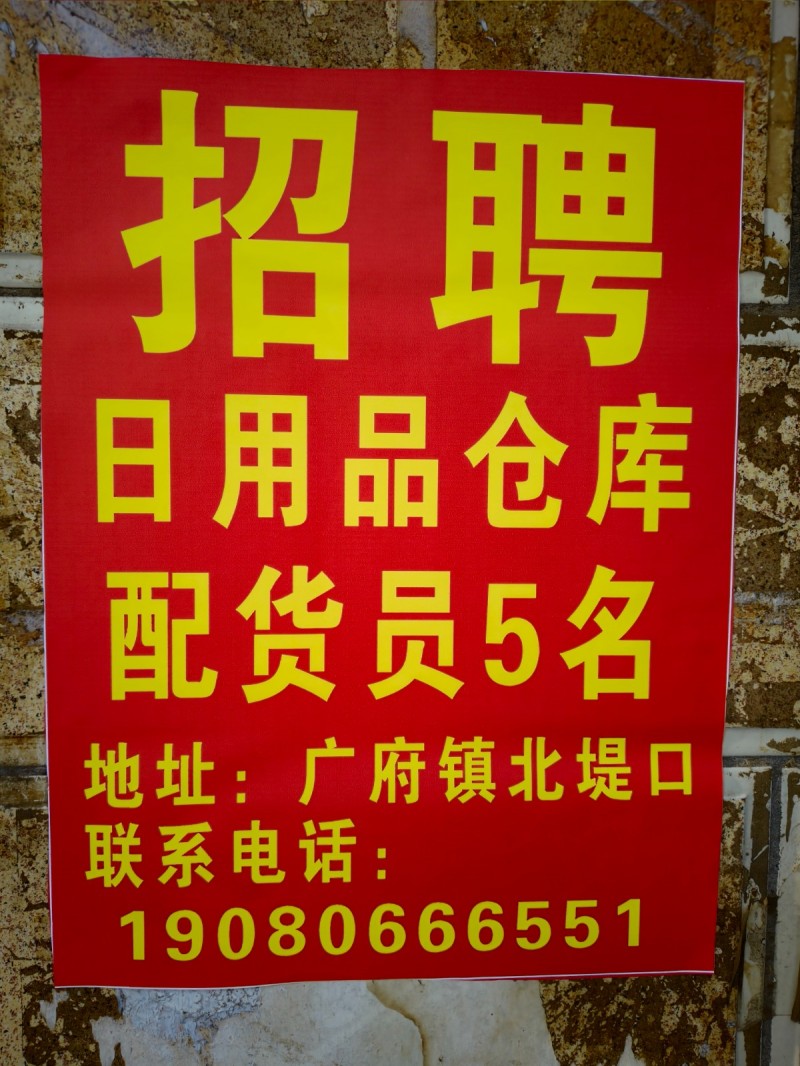 招聘
日用品仓库
配货员5名
地址：广府镇北堤口
联系电话：
19080666551